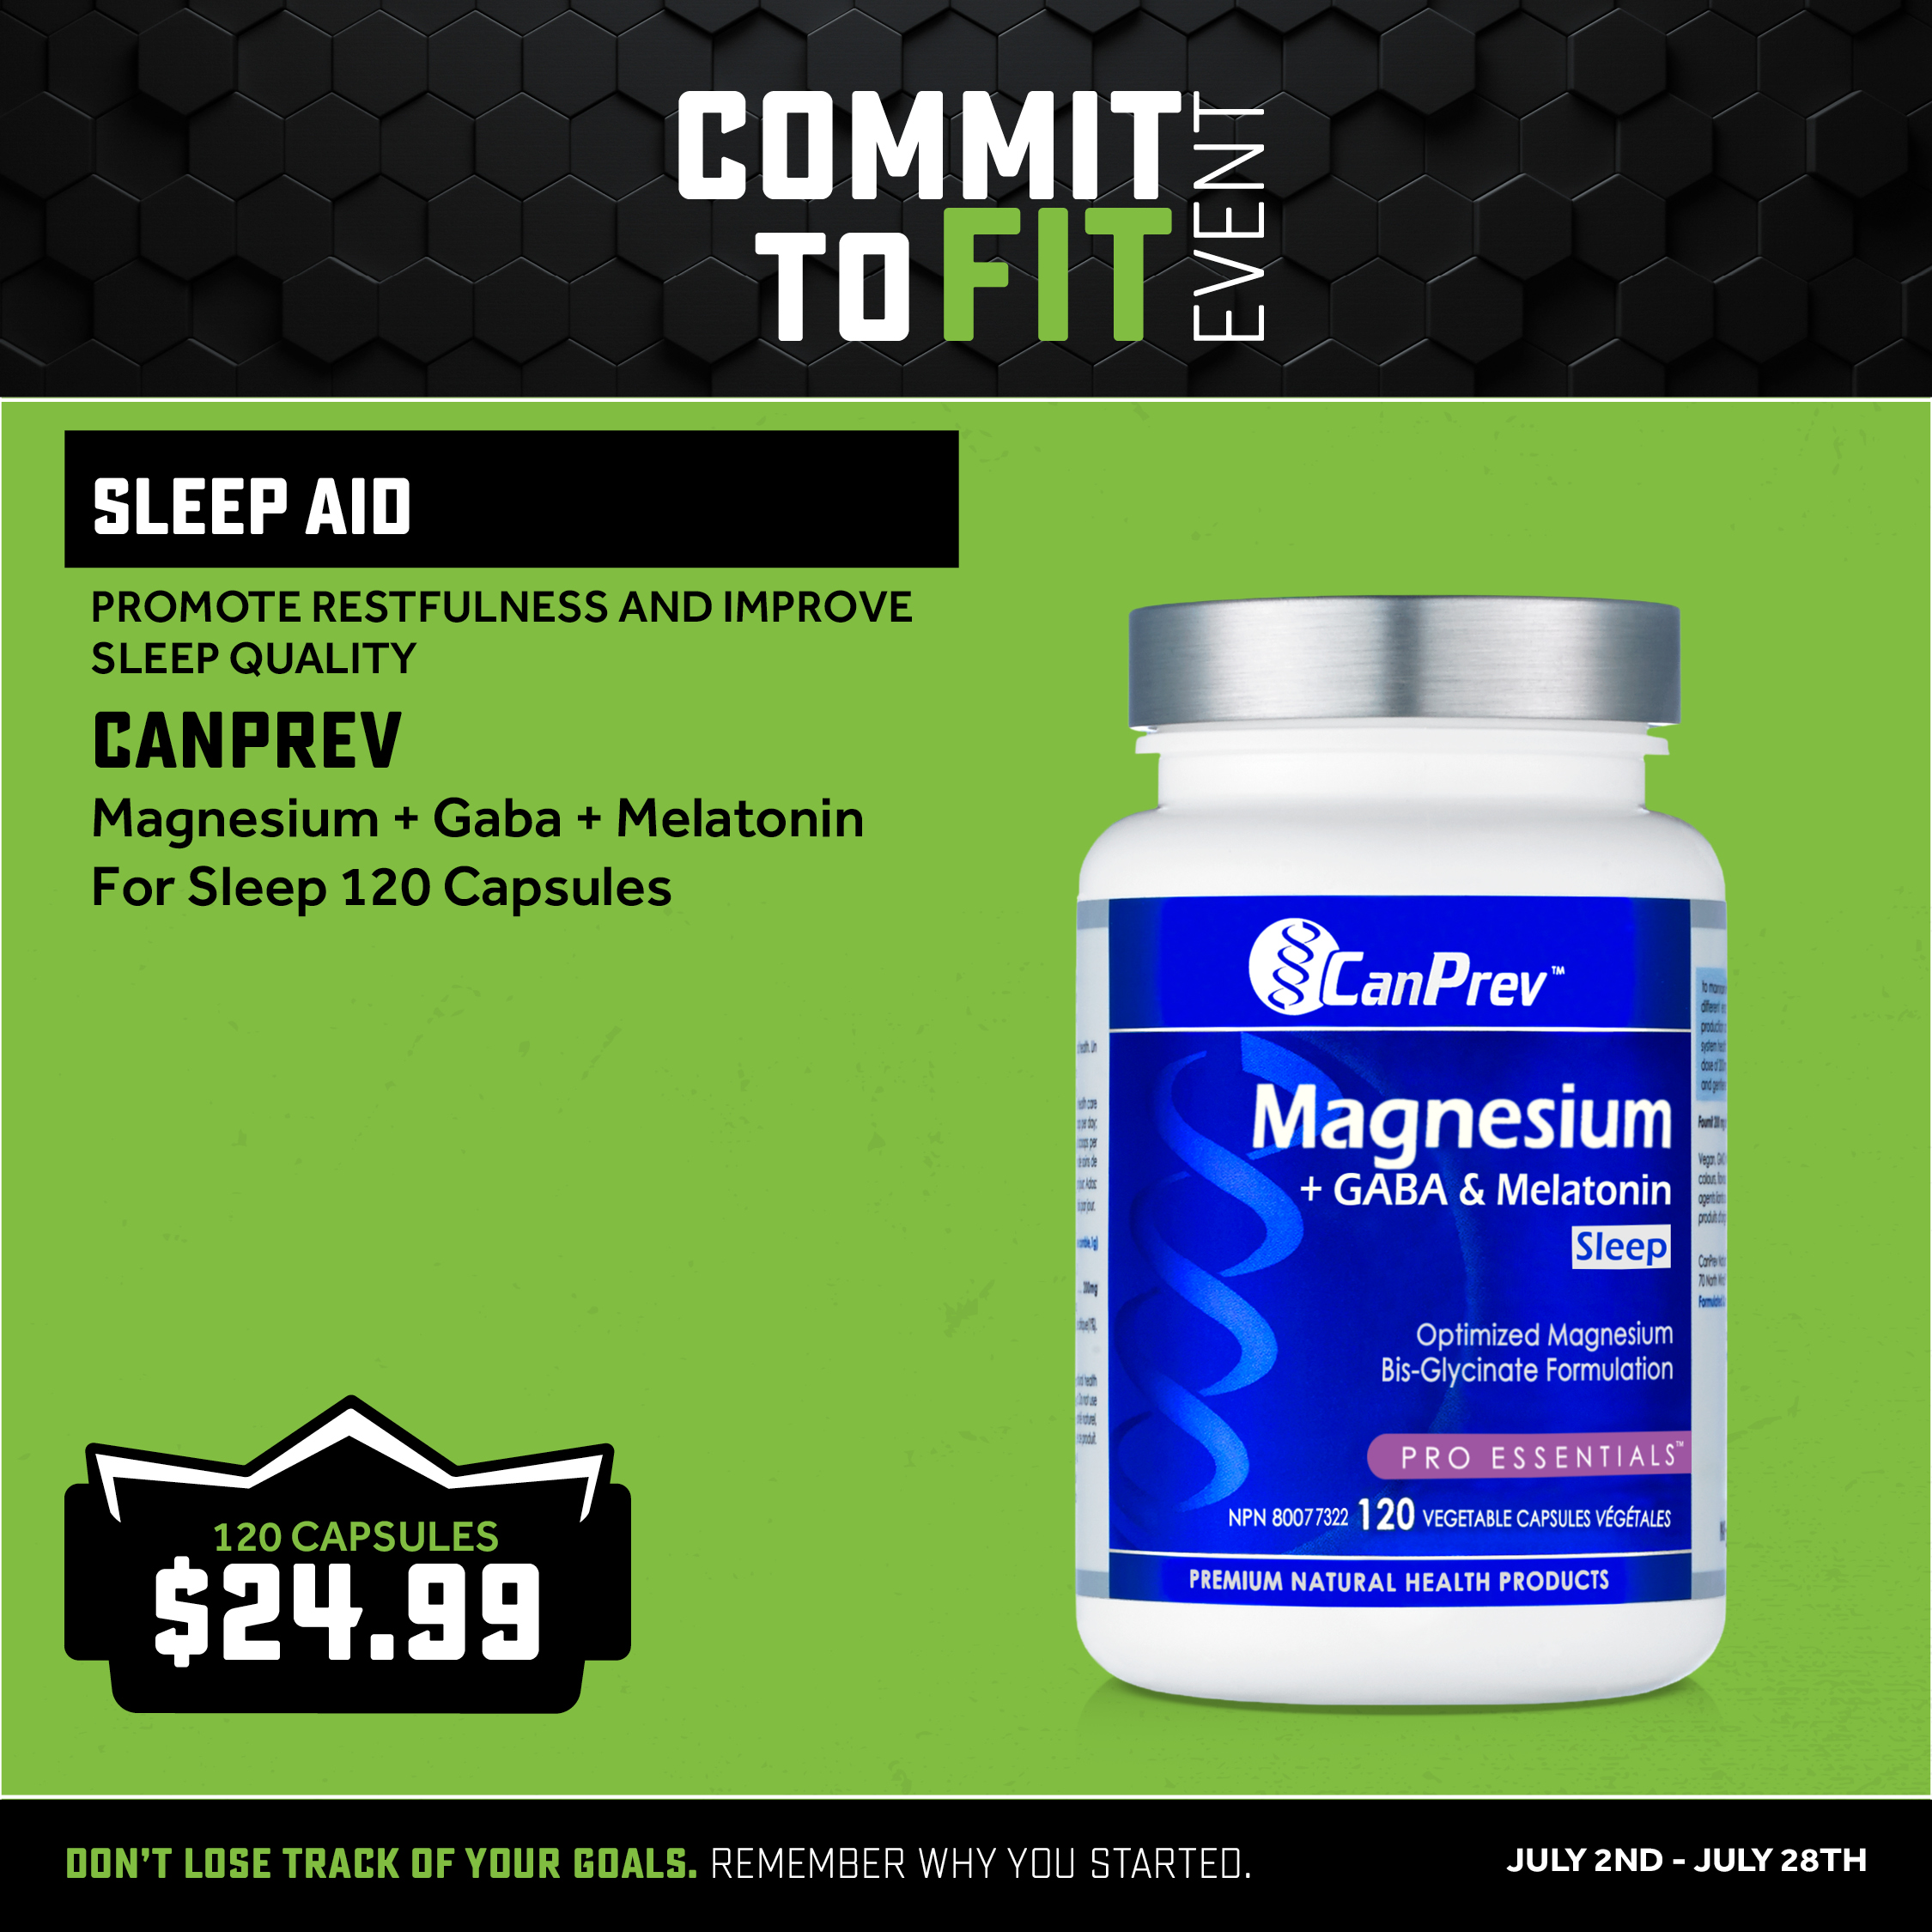 COMMIT
TO FIT
EVENT
SLEEP AID
PROMOTE RESTFULNESS AND IMPROVE
SLEEP QUALITY
CANPREV
Magnesium + Gaba + Melatonin
For Sleep 120 Capsules
CanPrev™
Magnesium
+ GABA & Melatonin
Sleep
Optimized Magnesium
Bis-Glycinate Formulation
PRO ESSENTIALS™
NPN 80077322 120 VEGETABLE CAPSULES VÉGÉTALES
PREMIUM NATURAL HEALTH PRODUCTS
120 CAPSULES
$24.99
DON'T LOSE TRACK OF YOUR GOALS. REMEMBER WHY YOU STARTED.
JULY 2ND - JULY 28TH